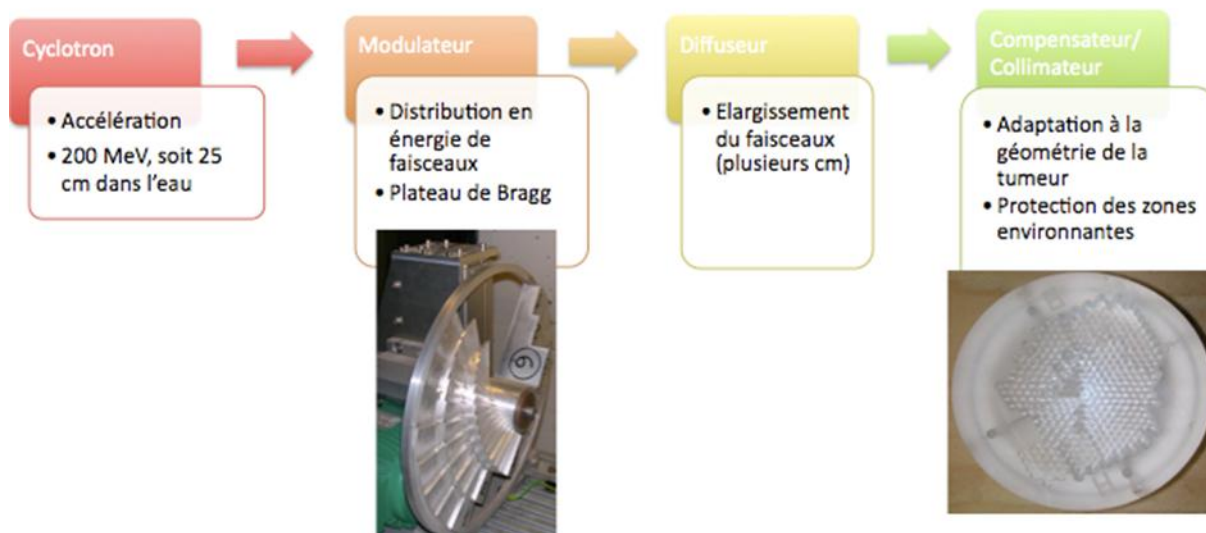 Cyclotron
• Accélération
• 200 MeV, soit 25
cm dans l'eau
Modulateur
• Distribution en
énergie de
faisceaux
• Plateau de Bragg
6
Diffuseur
• Elargissement
du faisceaux
(plusieurs cm)
Compensateur/
Collimateur
• Adaptation à la
géométrie de la
tumeur
• Protection des zones
environnantes